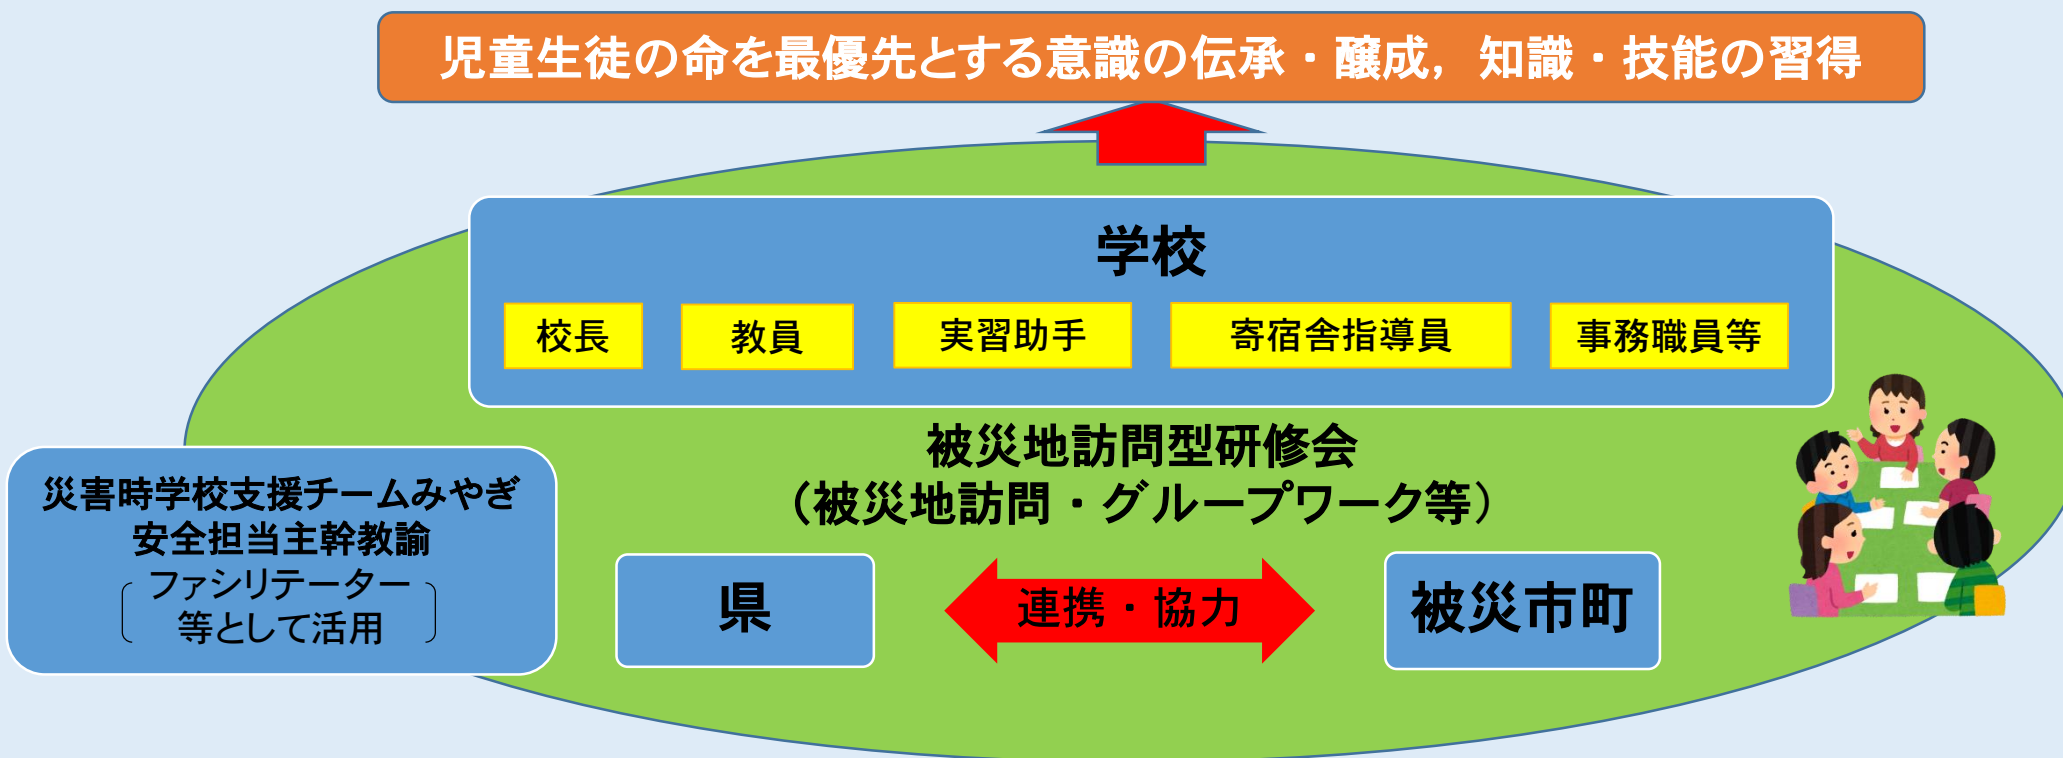 児童生徒の命を最優先とする意識の伝承・醸成，知識・技能の習得
学校
校長
教員
実習助手
寄宿舎指導員
事務職員等
被災地訪問型研修会
（被災地訪問・グループワーク等）
災害時学校支援チームみやぎ
安全担当主幹教諭
ファシリテーター
等として活用
県
連携・協力
被災市町